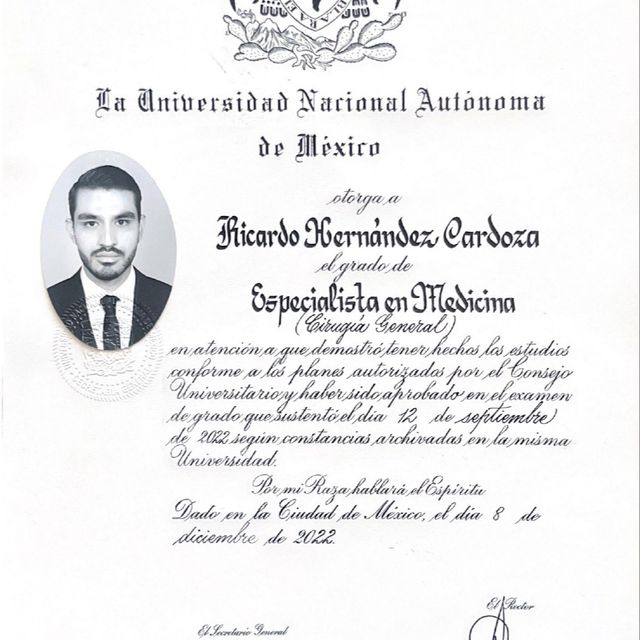 La Universidad Nacional Autónoma
de México
otorga a
Ricardo Hernández Cardoza
el grado de
Especialista en Medicina
(Cirugía General)
en atención a que demostró tener hechos los estudios
conforme a los planes autorizados por el Consejo
Universitario y haber sido aprobado en el examen
de grado que sustentó el día 12 de septiembre
de 2022 según constancias archivadas en la misma
Universidad.
Por mi Raza hablará el Espíritu
Dado en la Ciudad de México, el día 8 de
diciembre de 2022.
El Rector
El Secretario General